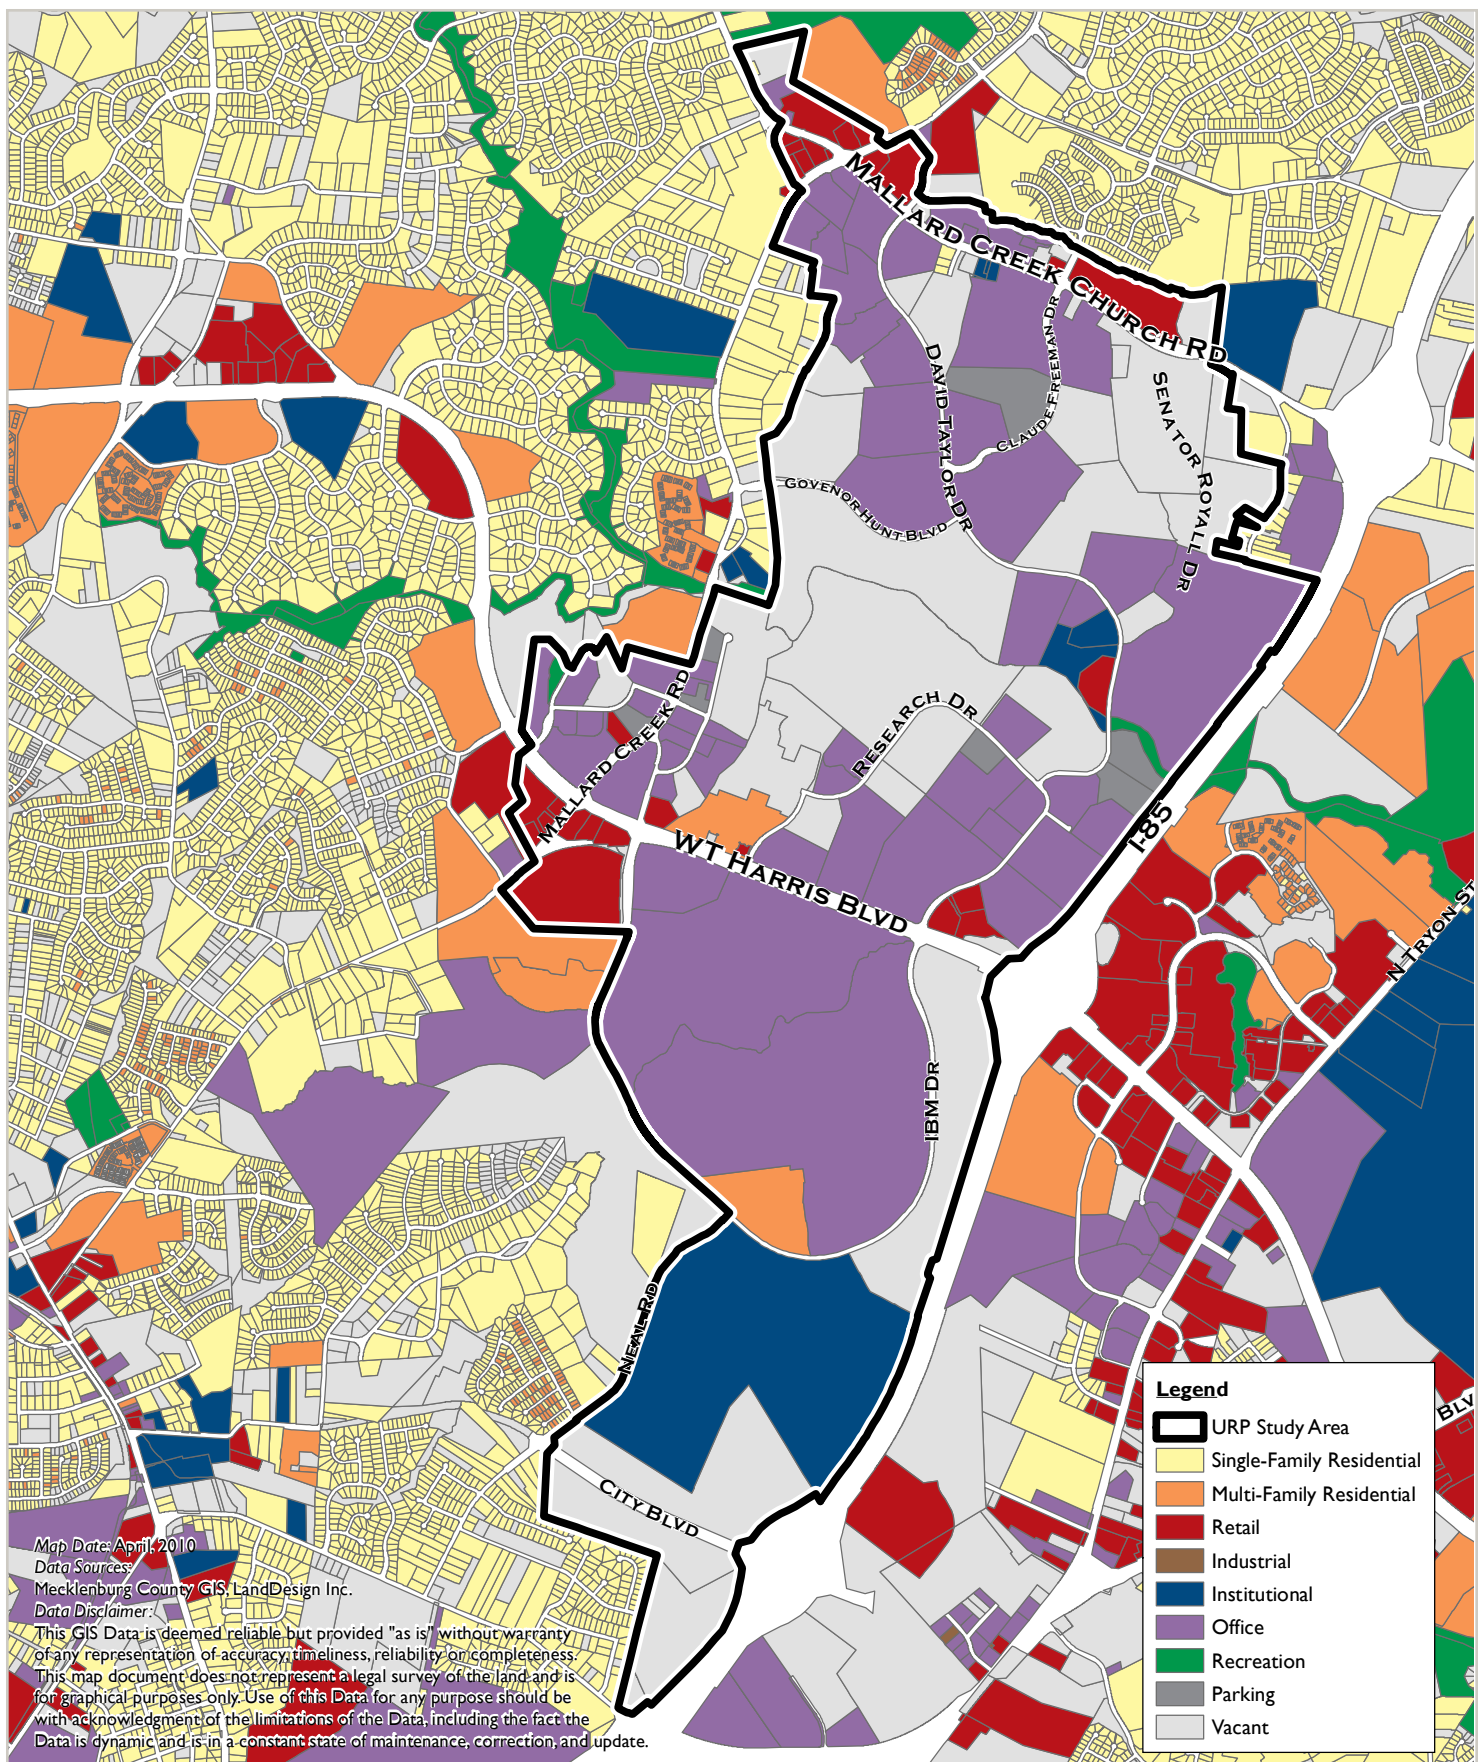 MALLARD CREEK CHURCH RD
DAVID TAYLOR DR
CLAUDE FREEMAN DR
SENATOR ROYALL DR
GOVENOR HUNT BLVD
RESEARCH DR
MALLARD CREEK RD
WT HARRIS BLVD
I-85
N TRYON ST
IBM DR
NEAL RD
CITY BLVD
BLV
Legend
URP Study Area
Single-Family Residential
Multi-Family Residential
Retail
Industrial
Institutional
Office
Recreation
Parking
Vacant
Map Date: April, 2010
Data Sources:
Mecklenburg County GIS, LandDesign Inc.
Data Disclaimer:
This GIS Data is deemed reliable but provided "as is" without warranty
of any representation of accuracy, timeliness, reliability or completeness.
This map document does not represent a legal survey of the land and is
for graphical purposes only. Use of this Data for any purpose should be
with acknowledgment of the limitations of the Data, including the fact the
Data is dynamic and is in a constant state of maintenance, correction, and update.